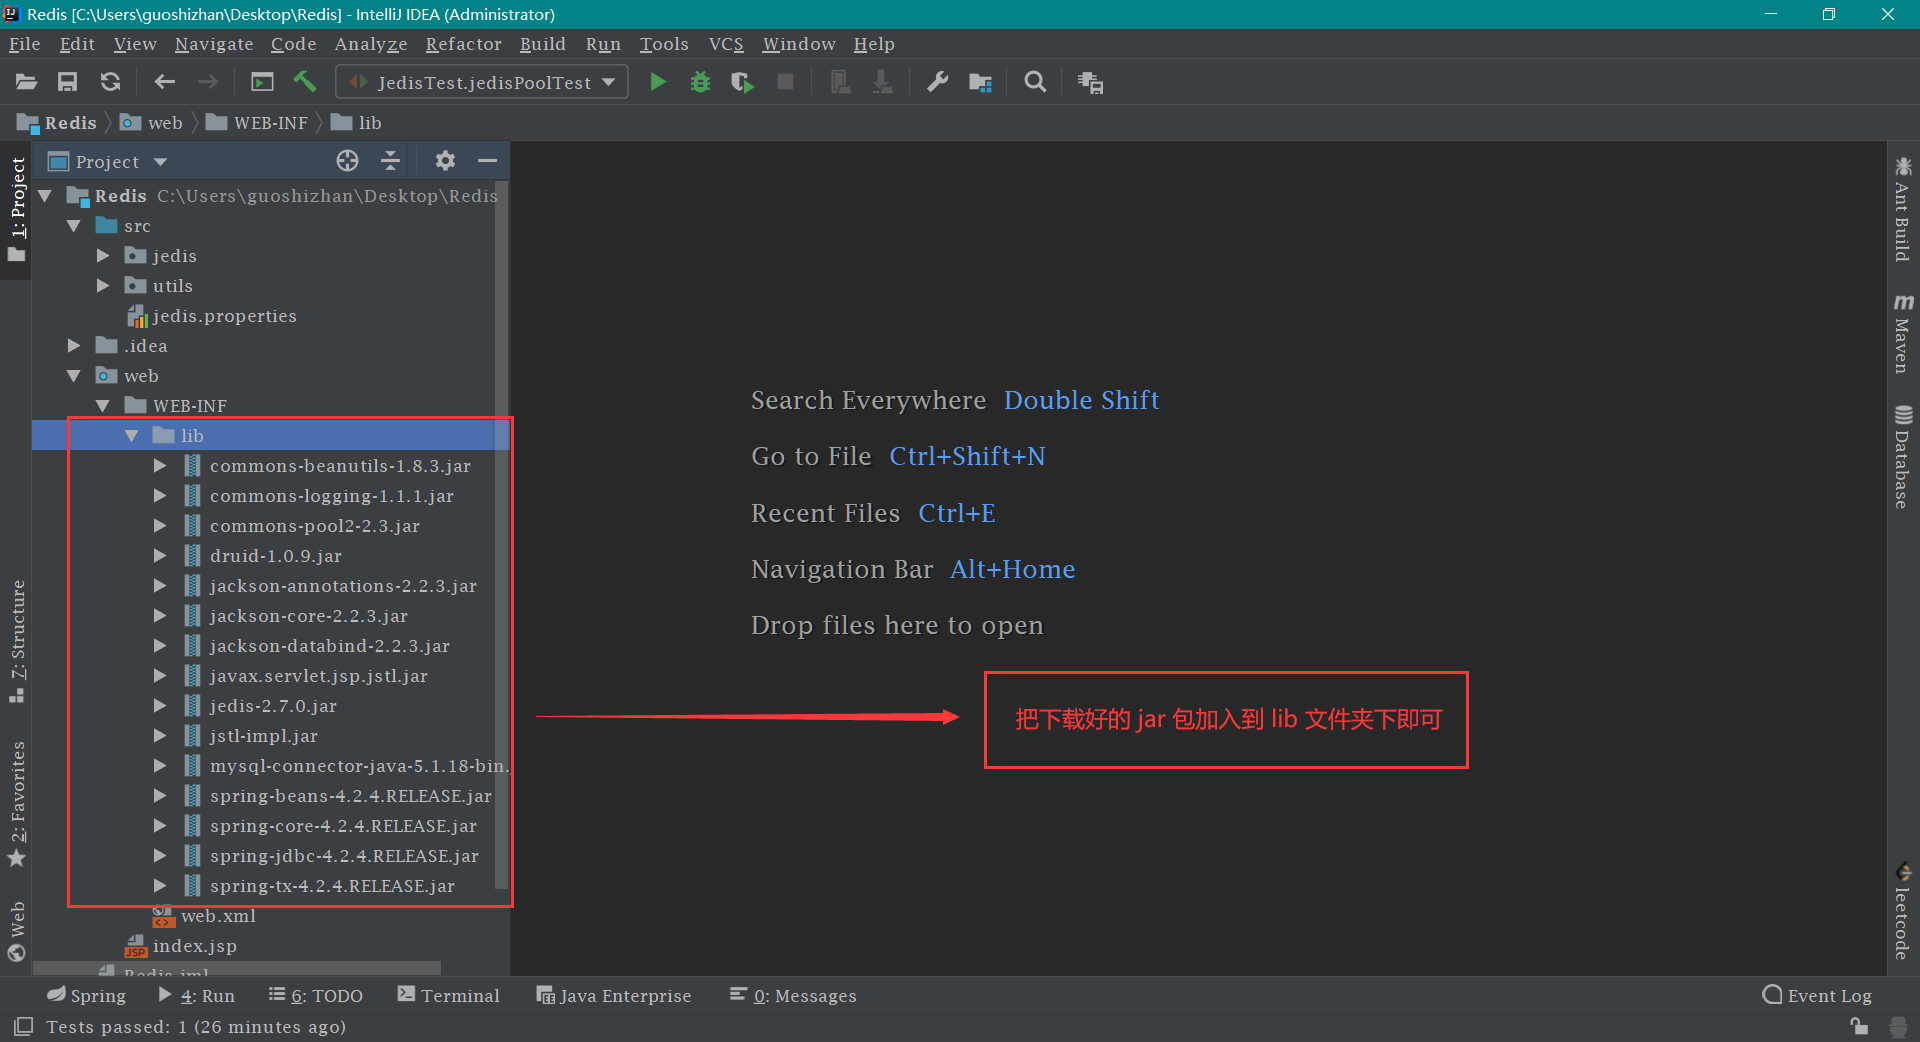 Redis [C:\Users\guoshizhan\Desktop\Redis] - IntelliJ IDEA (Administrator)
File Edit View Navigate Code Analyze Refactor Build Run Tools VCS Window Help
JedisTest.jedisPoolTest
Redis web WEB-INF lib
Project
Redis C:\Users\guoshizhan\Desktop\Redis
src
jedis
utils
jedis.properties
.idea
web
WEB-INF
lib
commons-beanutils-1.8.3.jar
commons-logging-1.1.1.jar
commons-pool2-2.3.jar
druid-1.0.9.jar
jackson-annotations-2.2.3.jar
jackson-core-2.2.3.jar
jackson-databind-2.2.3.jar
javax.servlet.jsp.jstl.jar
jedis-2.7.0.jar
jstl-impl.jar
mysql-connector-java-5.1.18-bin.
spring-beans-4.2.4.RELEASE.jar
spring-core-4.2.4.RELEASE.jar
spring-jdbc-4.2.4.RELEASE.jar
spring-tx-4.2.4.RELEASE.jar
web.xml
JSP index.jsp
Redis.iml
1: Project
7: Structure
2: Favorites
Web
Search Everywhere Double Shift
Go to File Ctrl+Shift+N
Recent Files Ctrl+E
Navigation Bar Alt+Home
Drop files here to open
把下载好的 jar 包加入到 lib 文件夹下即可
Ant Build
m Maven
Database
leetcode
Spring 4: Run 6: TODO Terminal Java Enterprise 0: Messages Event Log
Tests passed: 1 (26 minutes ago)